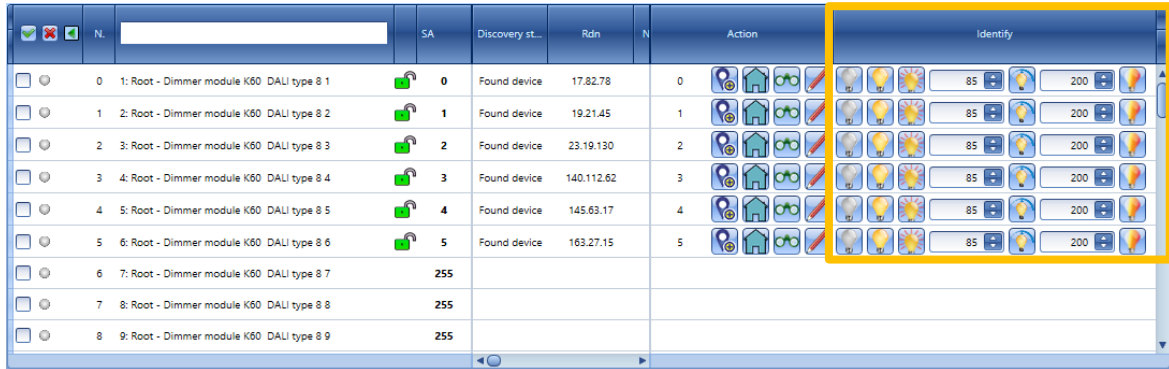 N. SA Discovery st... Rdn N Action Identify
0 1: Root - Dimmer module K60 DALI type 8 1 0 Found device 17.82.78 0 85 200
1 2: Root - Dimmer module K60 DALI type 8 2 1 Found device 19.21.45 1 85 200
2 3: Root - Dimmer module K60 DALI type 8 3 2 Found device 23.19.130 2 85 200
3 4: Root - Dimmer module K60 DALI type 8 4 3 Found device 140.112.62 3 85 200
4 5: Root - Dimmer module K60 DALI type 8 5 4 Found device 145.63.17 4 85 200
5 6: Root - Dimmer module K60 DALI type 8 6 5 Found device 163.27.15 5 85 200
6 7: Root - Dimmer module K60 DALI type 8 7 255
7 8: Root - Dimmer module K60 DALI type 8 8 255
8 9: Root - Dimmer module K60 DALI type 8 9 255